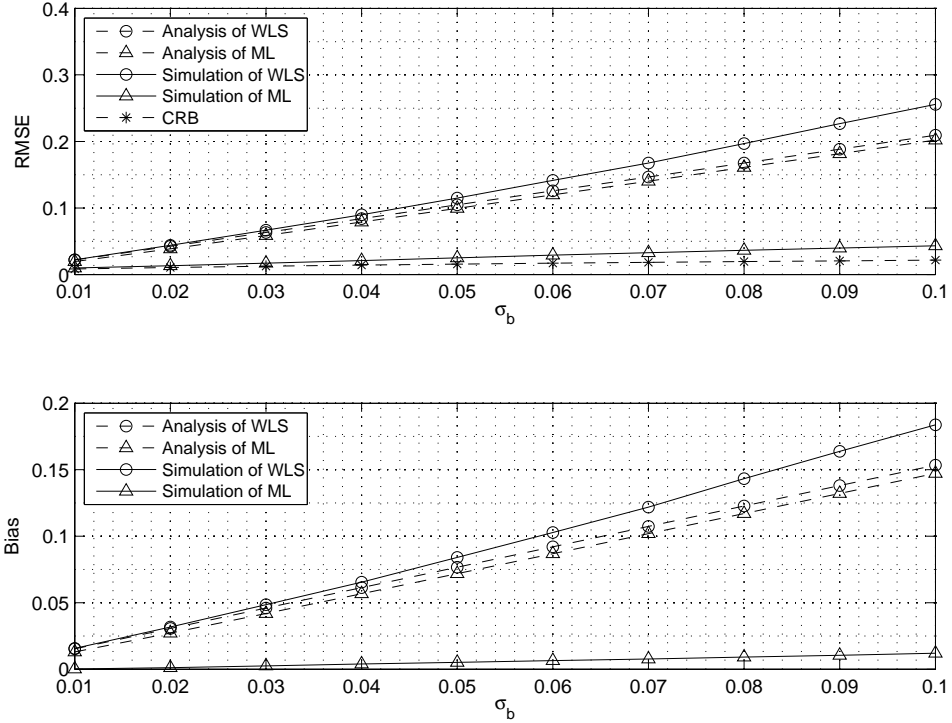 0.4
0.3
0.2
0.1
0
RMSE
Analysis of WLS
Analysis of ML
Simulation of WLS
Simulation of ML
CRB
0.01 0.02 0.03 0.04 0.05 0.06 0.07 0.08 0.09 0.1
σb
0.2
0.15
0.1
0.05
0
Bias
Analysis of WLS
Analysis of ML
Simulation of WLS
Simulation of ML
0.01 0.02 0.03 0.04 0.05 0.06 0.07 0.08 0.09 0.1
σb